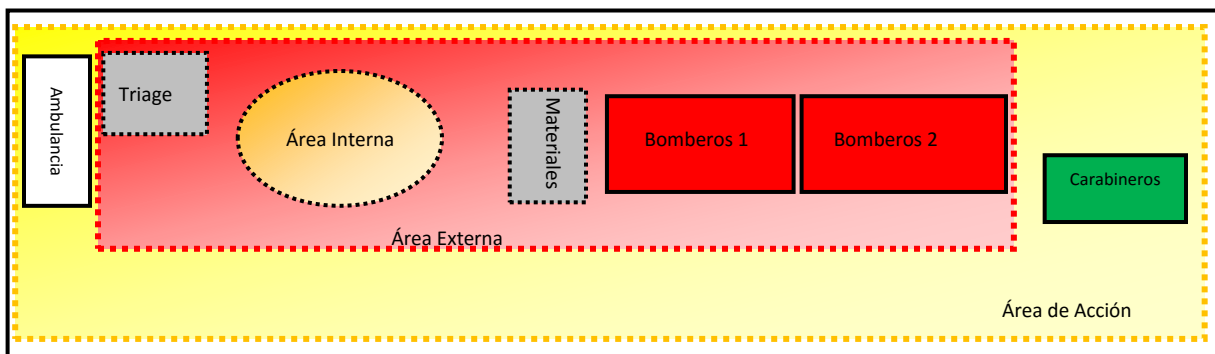 Ambulancia
Triage
Área Interna
Materiales
Bomberos 1
Bomberos 2
Carabineros
Área Externa
Área de Acción